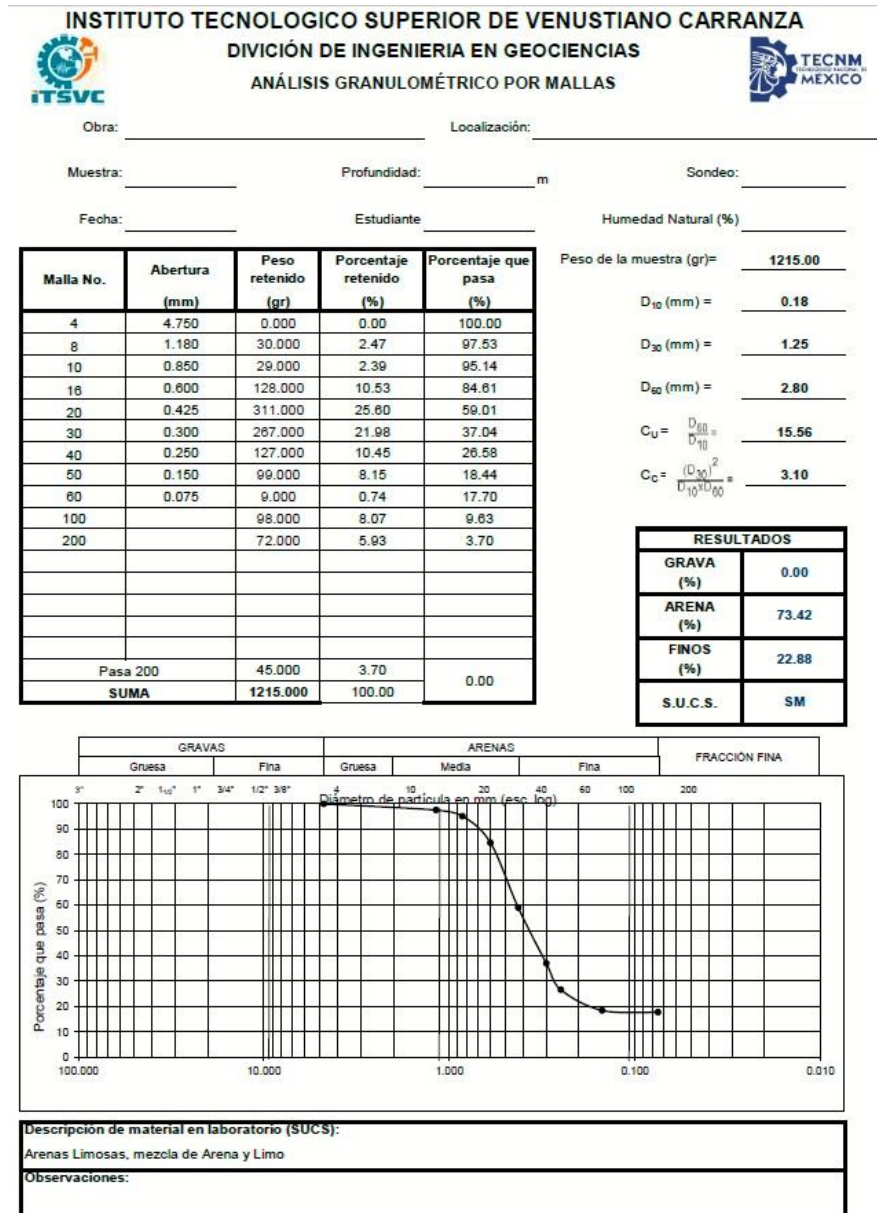 INSTITUTO TECNOLOGICO SUPERIOR DE VENUSTIANO CARRANZA
DIVISIÓN DE INGENIERIA EN GEOCIENCIAS
ANÁLISIS GRANULOMÉTRICO POR MALLAS
iTSVC
TECNM
MÉXICO
Obra: Localización:
Muestra: Profundidad: m Sondeo:
Fecha: Estudiante Humedad Natural (%)
Malla No. Abertura (mm) Peso retenido (gr) Porcentaje retenido (%) Porcentaje que pasa (%)
4 4.750 0.000 0.00 100.00
8 1.180 30.000 2.47 97.53
10 0.850 29.000 2.39 95.14
16 0.600 128.000 10.53 84.61
20 0.425 311.000 25.60 59.01
30 0.300 267.000 21.98 37.04
40 0.250 127.000 10.45 26.58
50 0.150 99.000 8.15 18.44
60 0.075 9.000 0.74 17.70
100 98.000 8.07 9.63
200 72.000 5.93 3.70
Pasa 200 45.000 3.70 0.00
SUMA 1215.000 100.00
Peso de la muestra (gr)= 1215.00
D10 (mm) = 0.18
D30 (mm) = 1.25
D60 (mm) = 2.80
CU = D60 / D10 = 15.56
CC = (D30)² / D10xD60 = 3.10
RESULTADOS
GRAVA (%) 0.00
ARENA (%) 73.42
FINOS (%) 22.88
S.U.C.S. SM
GRAVAS ARENAS FRACCIÓN FINA
Gruesa Fina Gruesa Media Fina
3" 2" 1 1/2" 1" 3/4" 1/2" 3/8" 4 10 20 40 60 100 200
Diámetro de partícula en mm (esc. log)
Porcentaje que pasa (%)
100
90
80
70
60
50
40
30
20
10
0
100.000 10.000 1.000 0.100 0.010
Descripción de material en laboratorio (SUCS):
Arenas Limosas, mezcla de Arena y Limo
Observaciones: